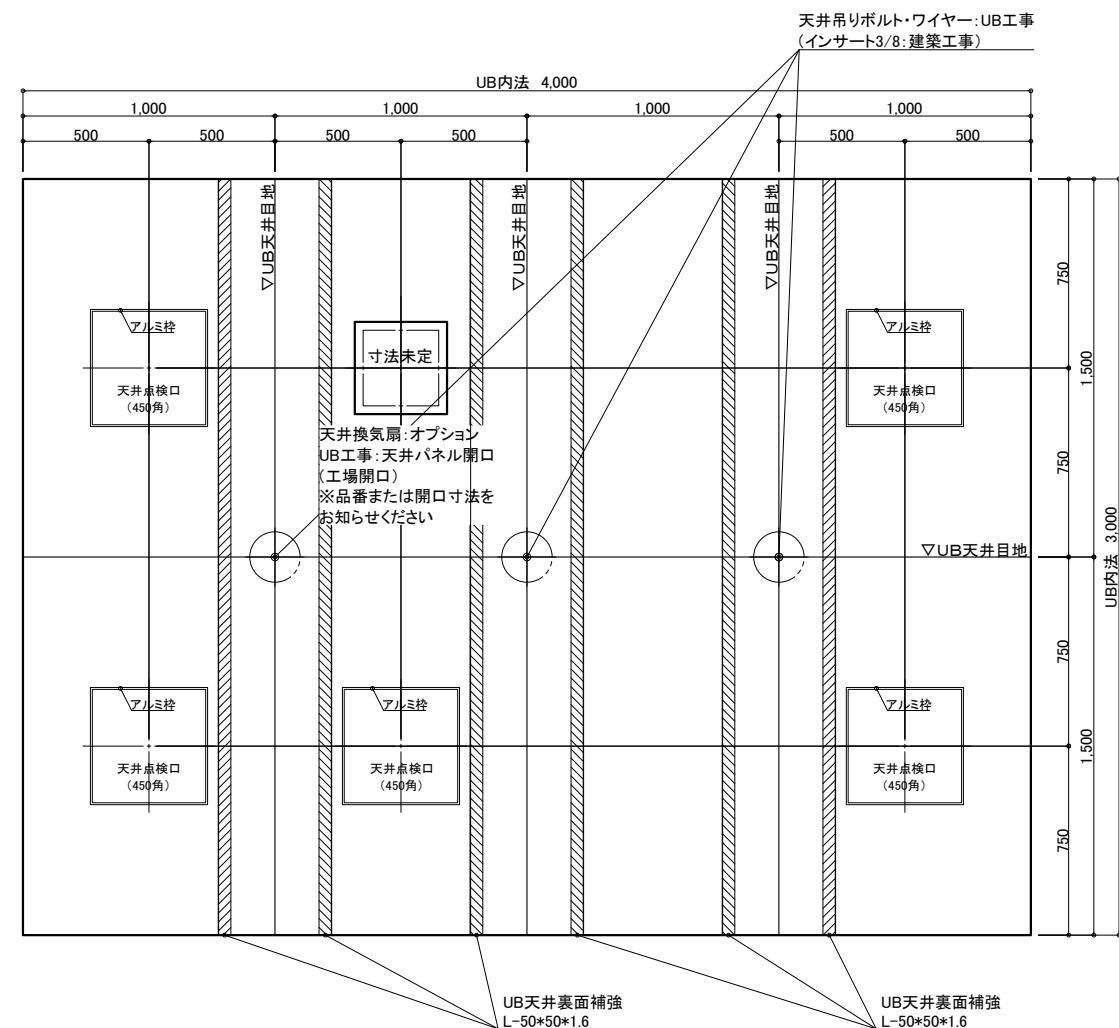 天井吊りボルト・ワイヤー:UB工事
(インサート3/8:建築工事)
UB内法 4,000
1,000
1,000
1,000
1,000
500
500
500
500
500
500
▽UB天井目地
▽UB天井目地
▽UB天井目地
750
アルミ枠
天井点検口
(450角)
寸法未定
アルミ枠
天井点検口
(450角)
1,500
天井換気扇:オプション
UB工事:天井パネル開口
(工場開口)
※品番または開口寸法を
お知らせください
750
▽UB天井目地
UB内法 3,000
750
アルミ枠
天井点検口
(450角)
アルミ枠
天井点検口
(450角)
アルミ枠
天井点検口
(450角)
1,500
750
UB天井裏面補強
L-50*50*1.6
UB天井裏面補強
L-50*50*1.6